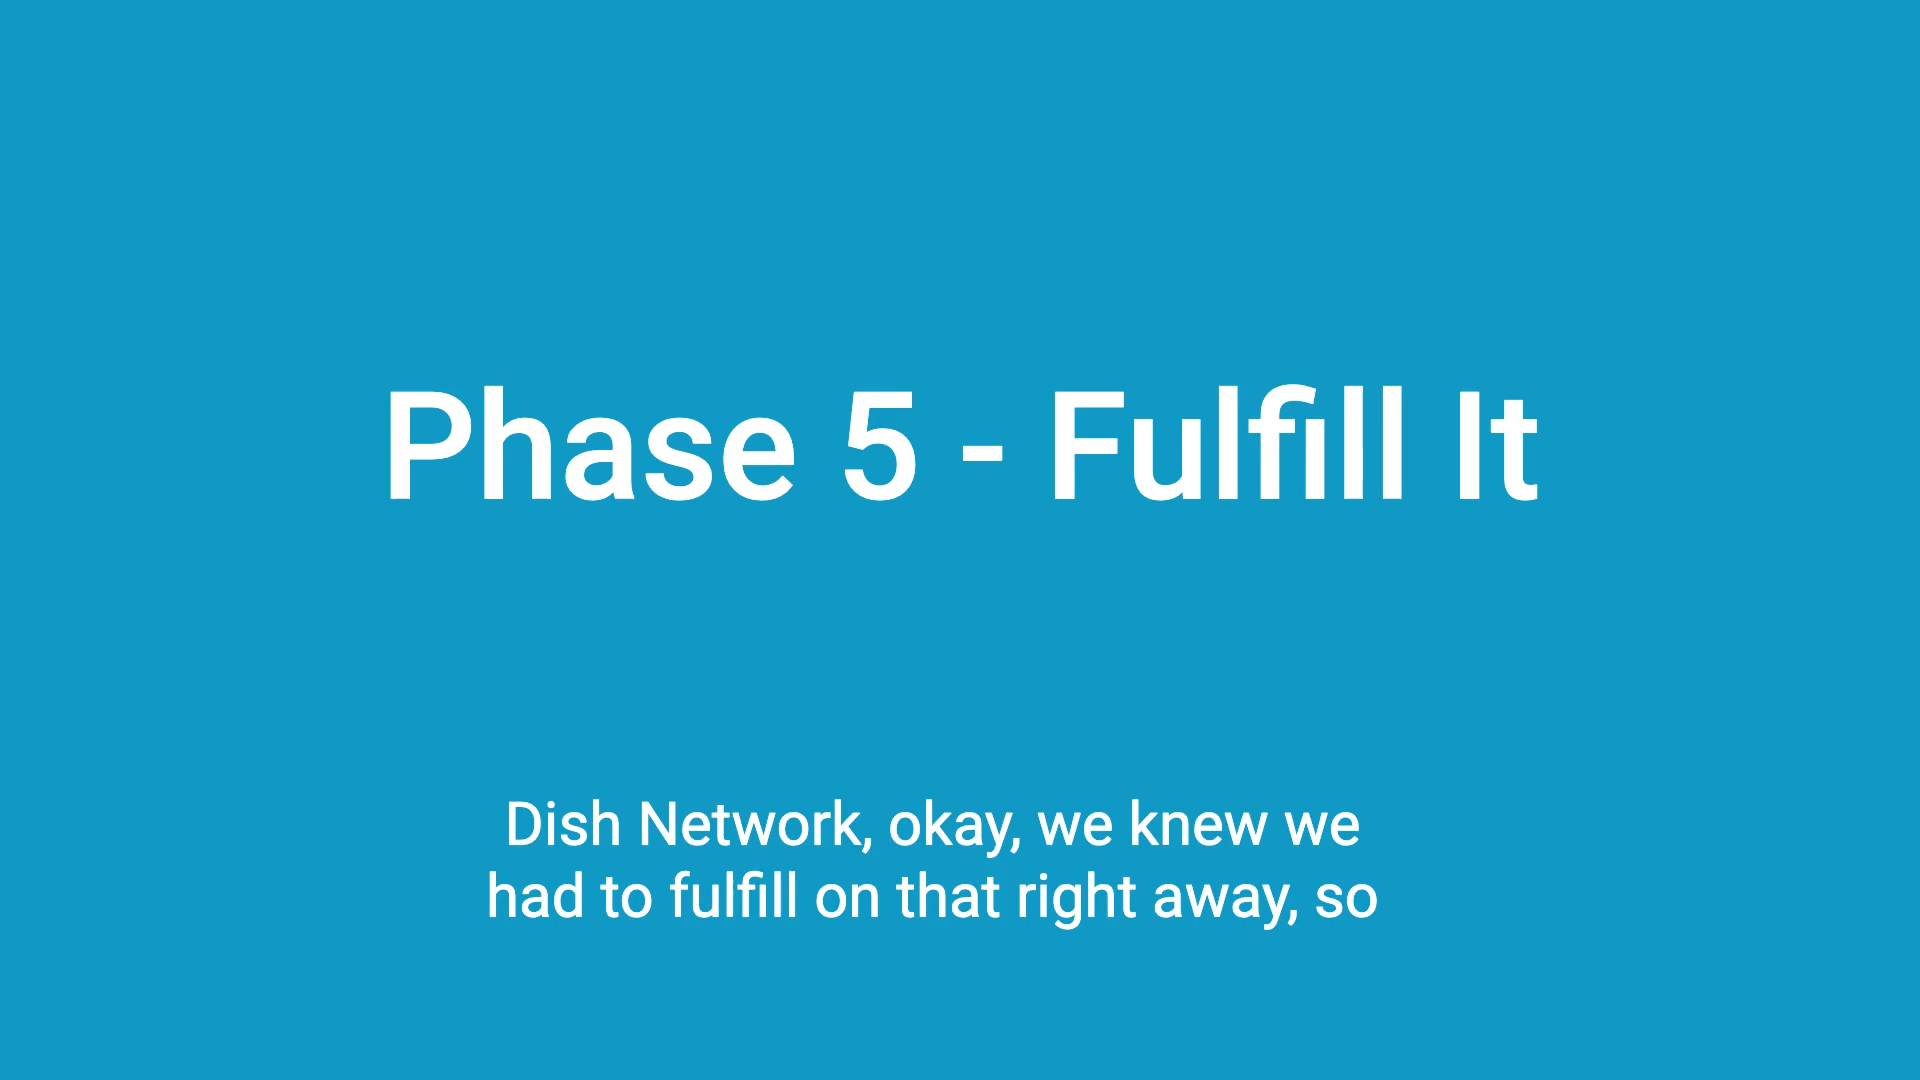 Phase 5 - Fulfill It
Dish Network, okay, we knew we
had to fulfill on that right away, so